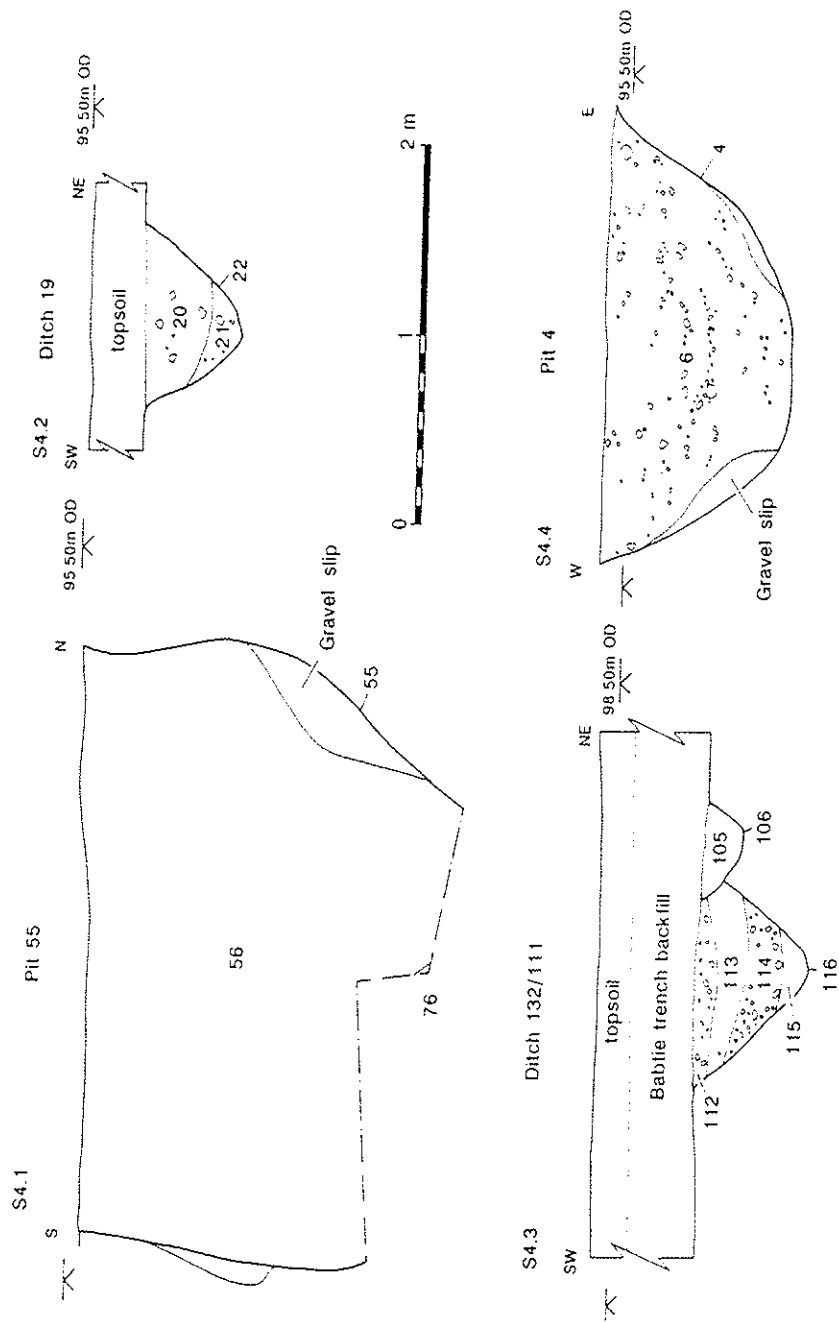 S4.1
Pit 55
S
N
95 50m OD
56
76
55
Gravel slip
S4.2
Ditch 19
SW
NE
95 50m OD
topsoil
20
21
22
0
1
2 m
S4.3
Ditch 132/111
SW
NE
98 50m OD
topsoil
Babtie trench backfill
112
113
114
115
116
105
106
S4.4
Pit 4
W
E
95 50m OD
6
4
Gravel slip